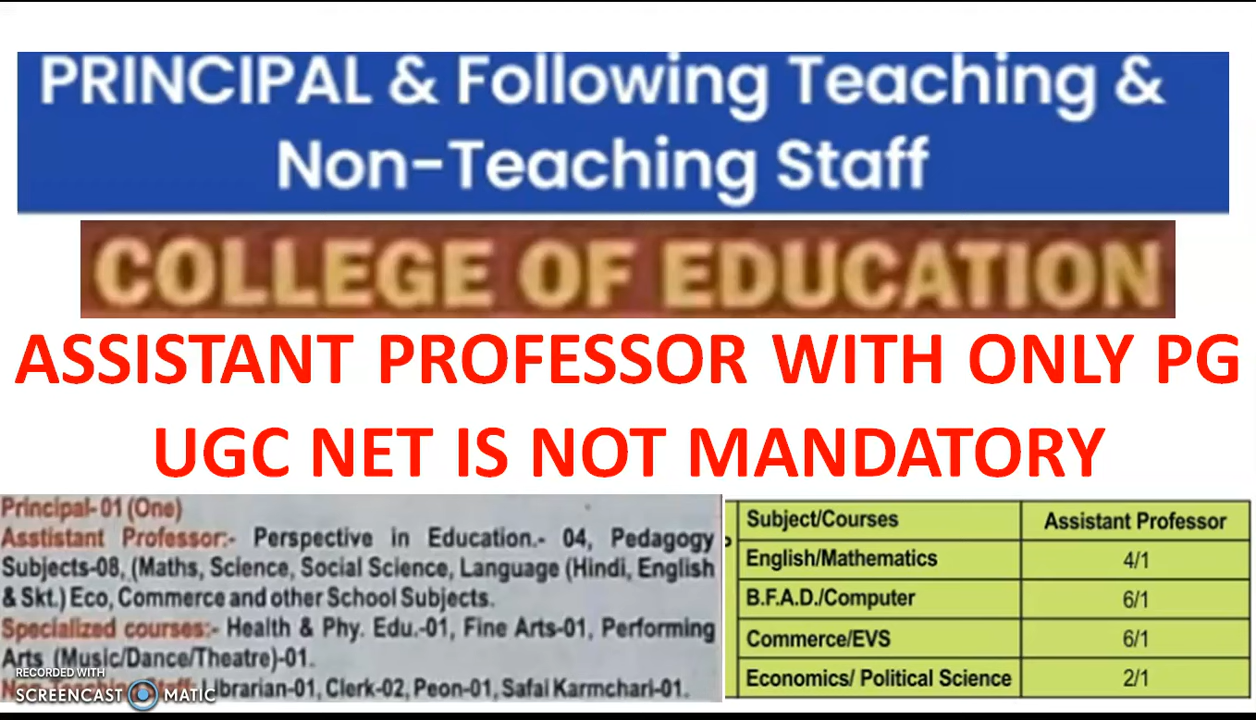 PRINCIPAL & Following Teaching &
Non-Teaching Staff
COLLEGE OF EDUCATION
ASSISTANT PROFESSOR WITH ONLY PG
UGC NET IS NOT MANDATORY
Principal- 01 (One)
Asstistant Professor:- Perspective in Education.- 04, Pedagogy
Subjects-08, (Maths, Science, Social Science, Language (Hindi, English
& Skt.) Eco, Commerce and other School Subjects.
Specialized courses:- Health & Phy. Edu.-01, Fine Arts-01, Performing
Arts, (Music/Dance/Theatre)-01.
Librarian-01, Clerk-02, Peon-01, Safai Karmchari-01.
Subject/Courses Assistant Professor
English/Mathematics 4/1
B.F.A.D./Computer 6/1
Commerce/EVS 6/1
Economics/ Political Science 2/1
RECORDED WITH
SCREENCAST MATIC